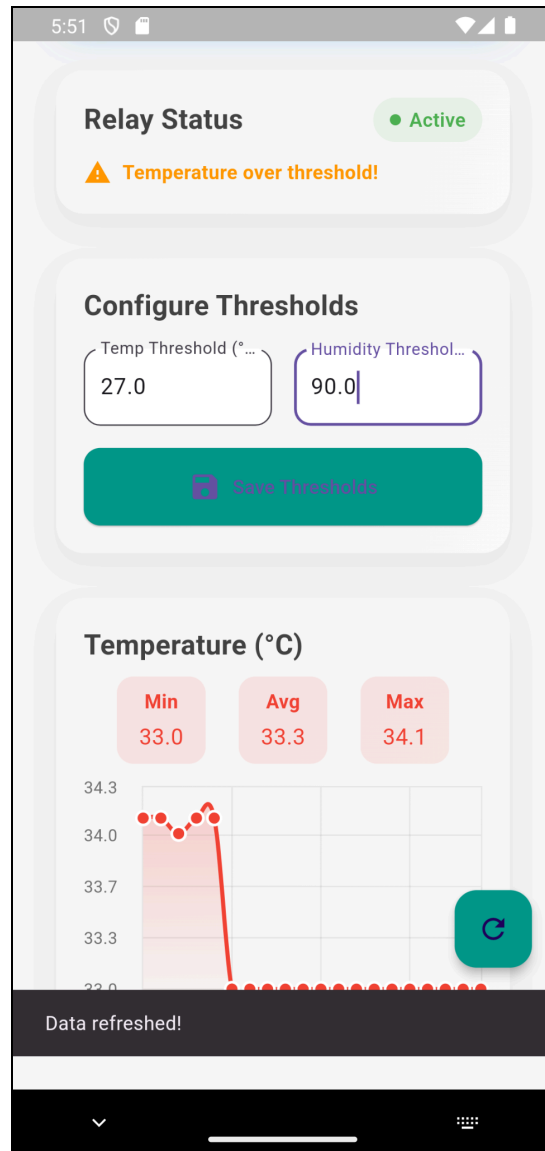 5:51
Relay Status
Active
Temperature over threshold!
Configure Thresholds
Temp Threshold (°...
Humidity Threshol...
27.0
90.0
Save Thresholds
Temperature (°C)
Min
Avg
Max
33.0
33.3
34.1
34.3
34.0
33.7
33.3
33.0
Data refreshed!